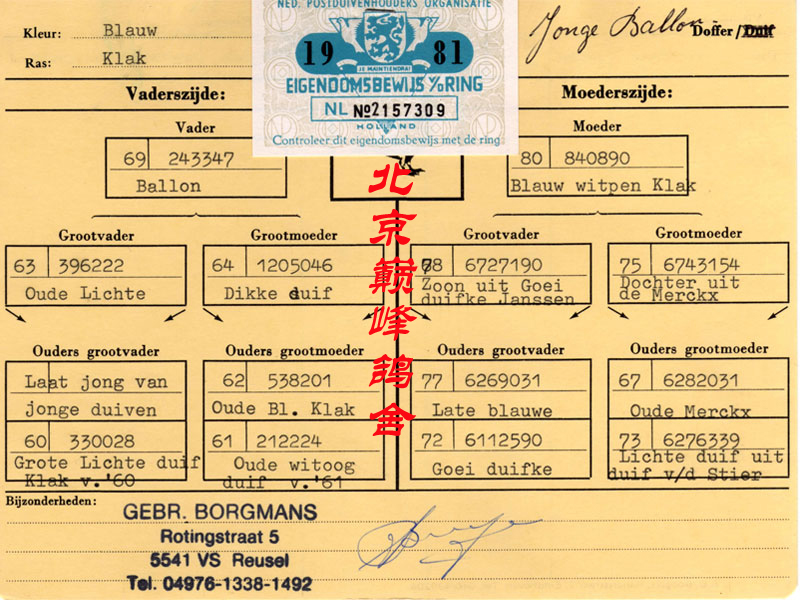 NED. POSTDUIVENHOUDERS ORGANISATIE
19 81
JE MAINTIENDRAI
EIGENDOMSBEWIJS V/D RING
NL No2157309
HOLLAND
Controleer dit eigendomsbewijs met de ring
Jonge Ballon Doffer / Duif
Kleur: Blauw
Ras: Klak
Vaderszijde:
Moederszijde:
Vader
69 243347
Ballon
Moeder
80 840890
Blauw witpen Klak
Grootvader
63 396222
Oude Lichte
Grootmoeder
64 1205046
Dikke duif
Grootvader
78 6727190
Zoon uit Goei
duifke Janssen
Grootmoeder
75 6743154
Dochter uit
de Merckx
Ouders grootvader
Laat jong van
jonge duiven
60 330028
Grote Lichte duif
Klak v.'60
Ouders grootmoeder
62 538201
Oude Bl. Klak
61 212224
Oude witoog
duif v.'61
Ouders grootvader
77 6269031
Late blauwe
72 6112590
Goei duifke
Ouders grootmoeder
67 6282031
Oude Merckx
73 6276339
Lichte duif uit
duif v/d Stier
北京巅峰鸽舍
Bijzonderheden:
GEBR. BORGMANS
Rotingstraat 5
5541 VS Reusel
Tel. 04976-1338-1492